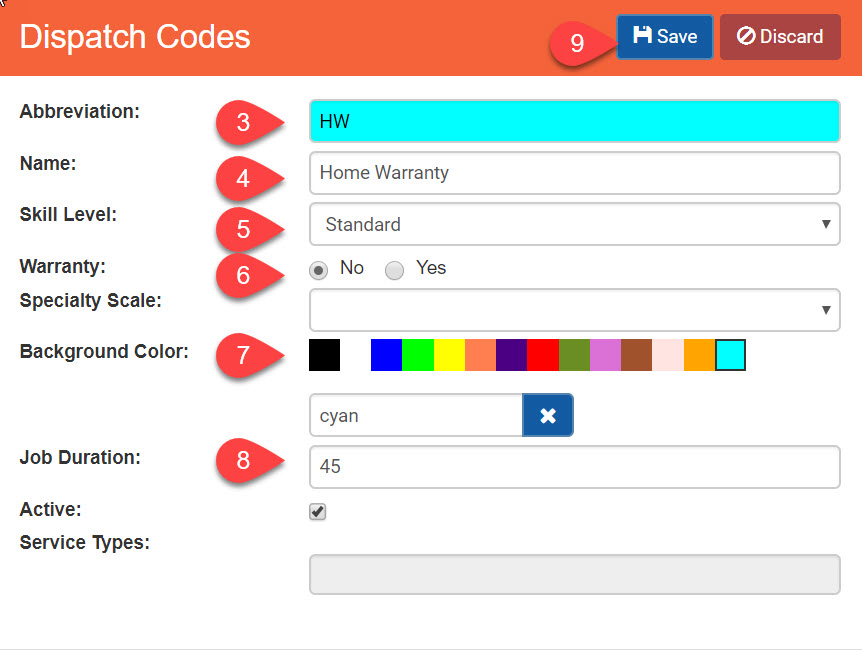 Dispatch Codes 9 Save Discard
Abbreviation: 3 HW
Name: 4 Home Warranty
Skill Level: 5 Standard
Warranty: 6 No Yes
Specialty Scale:
Background Color: 7
cyan
Job Duration: 8 45
Active:
Service Types: